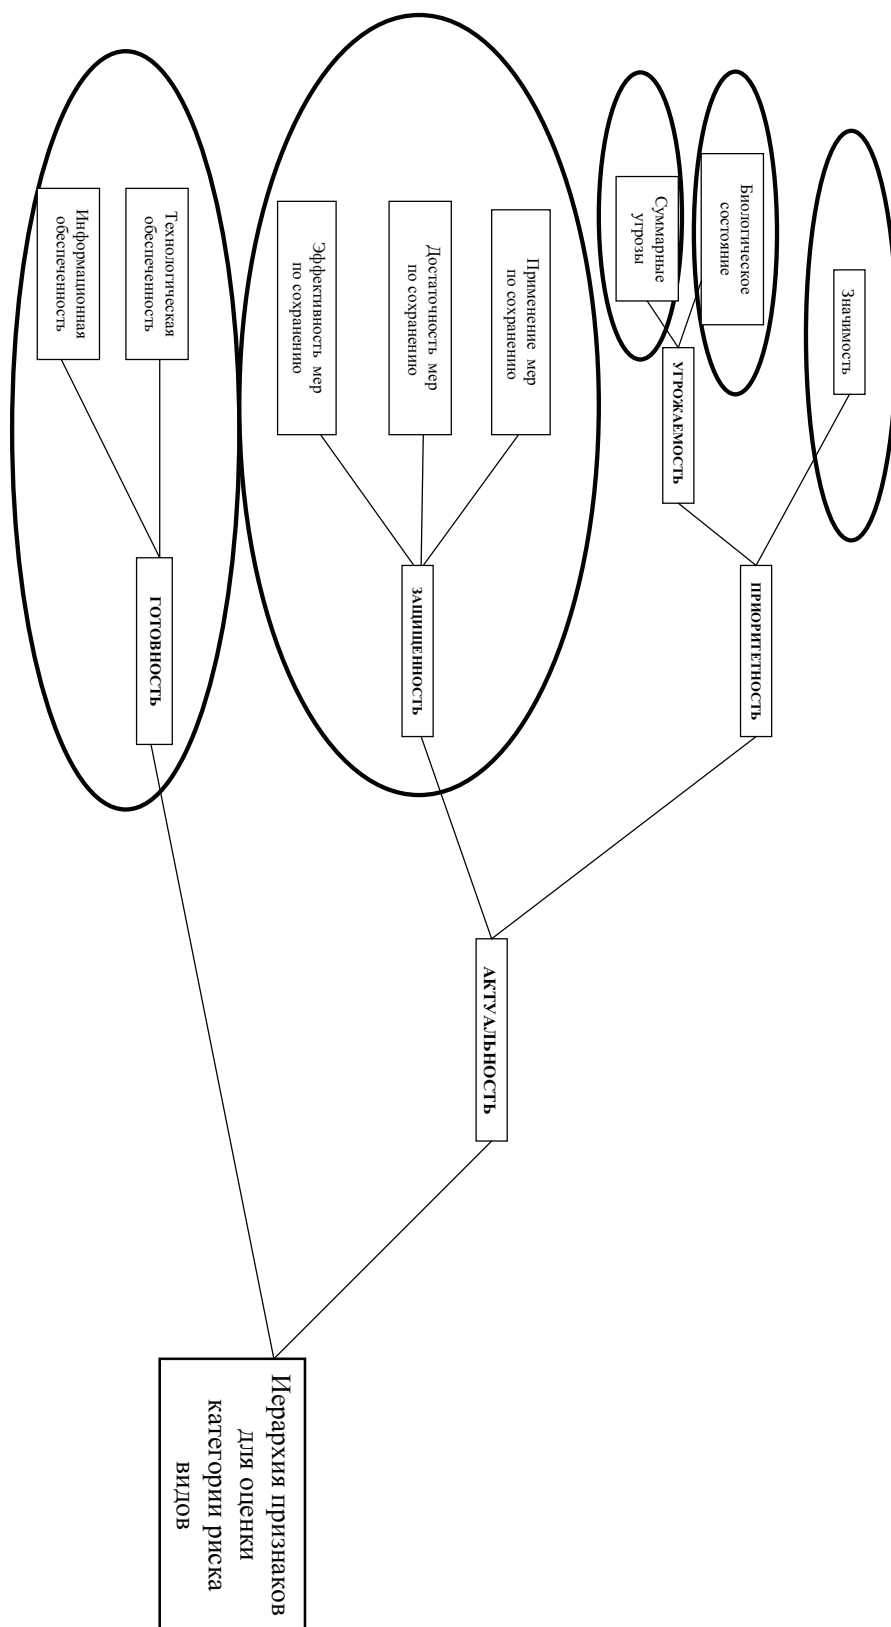 Значимость
Биологическое
состояние
Суммарные
угрозы
УГРОЖАЕМОСТЬ
ПРИОРИТЕТНОСТЬ
Применение мер
по сохранению
Достаточность мер
по сохранению
Эффективность мер
по сохранению
ЗАЩИЩЕННОСТЬ
АКТУАЛЬНОСТЬ
Технологическая
обеспеченность
Информационная
обеспеченность
ГОТОВНОСТЬ
Иерархия признаков
для оценки
категории риска
видов